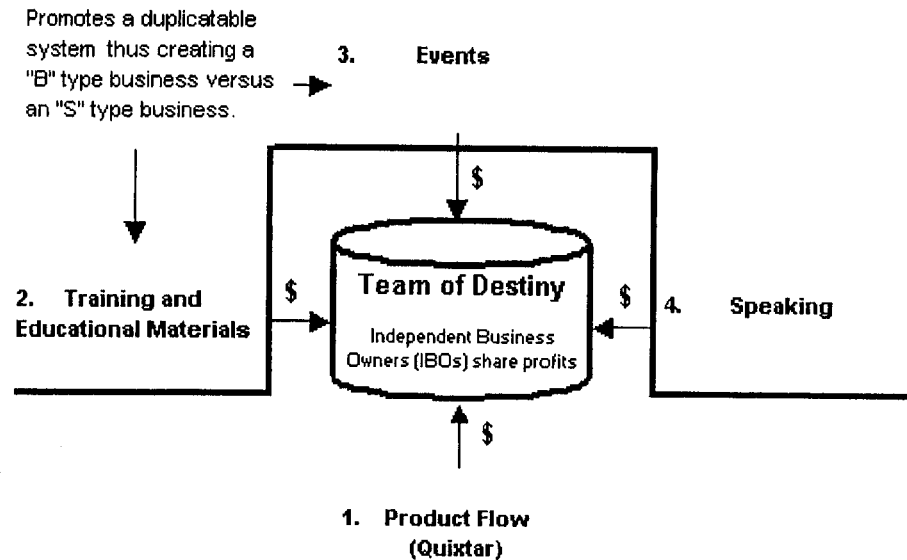 Promotes a duplicatable
system thus creating a
"B" type business versus
an "S" type business.
3. Events
$
2. Training and
Educational Materials
$
Team of Destiny
Independent Business
Owners (IBOs) share profits
$
4. Speaking
$
1. Product Flow
(Quixtar)